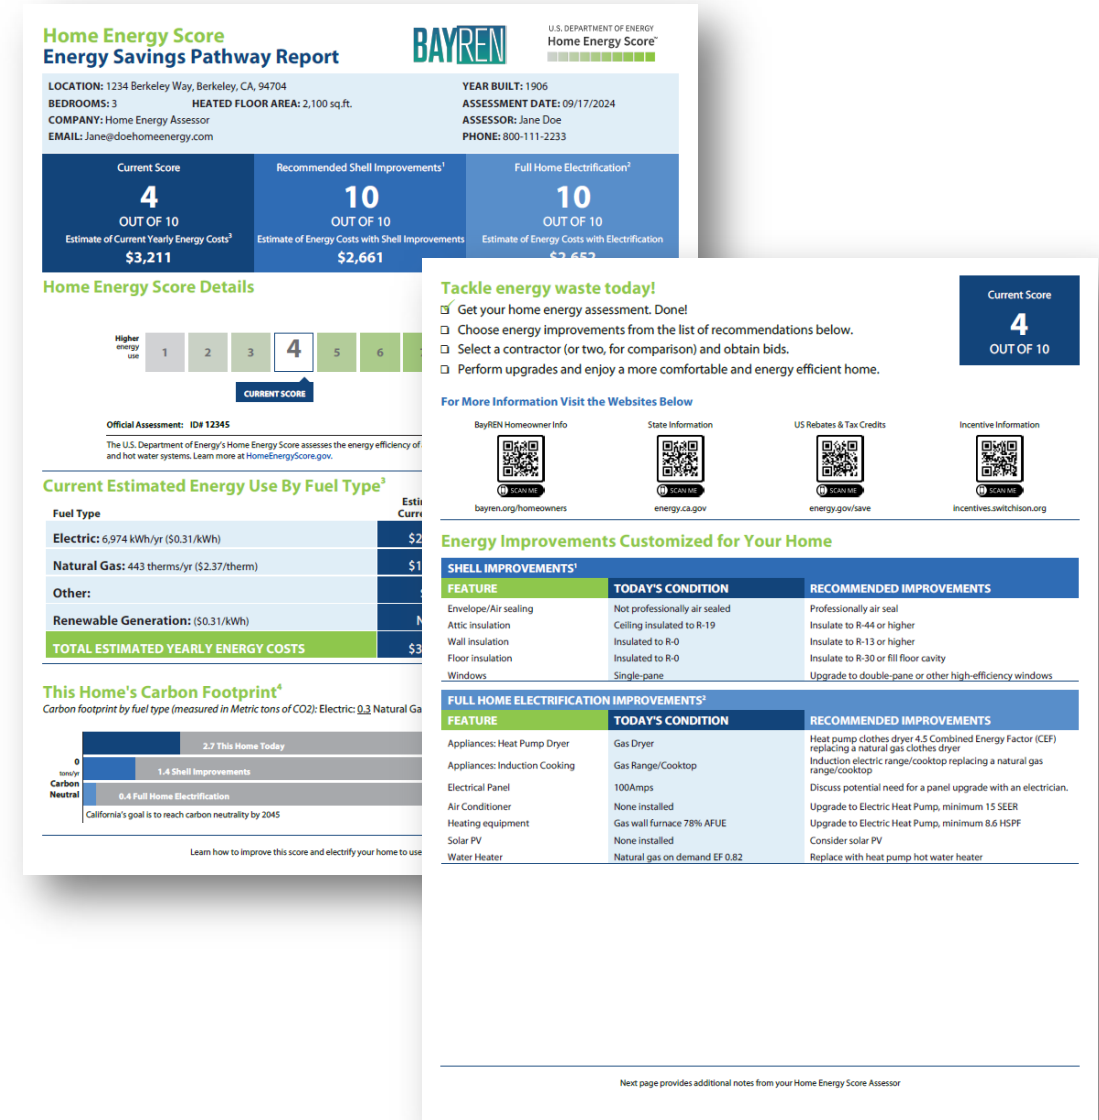 Home Energy Score
Energy Savings Pathway Report
BAYREN
U.S. DEPARTMENT OF ENERGY
Home Energy Score™
LOCATION: 1234 Berkeley Way, Berkeley, CA, 94704
YEAR BUILT: 1906
BEDROOMS: 3 HEATED FLOOR AREA: 2,100 sq.ft.
ASSESSMENT DATE: 09/17/2024
COMPANY: Home Energy Assessor
ASSESSOR: Jane Doe
EMAIL: Jane@doehomeenergy.com
PHONE: 800-111-2233
Current Score
4
OUT OF 10
Estimate of Current Yearly Energy Costs³
$3,211
Recommended Shell Improvements¹
10
OUT OF 10
Estimate of Energy Costs with Shell Improvements
$2,661
Full Home Electrification²
10
OUT OF 10
Estimate of Energy Costs with Electrification
$2,652
Home Energy Score Details
Higher
energy
use
1 2 3 4 5 6
CURRENT SCORE
Official Assessment: ID# 12345
The U.S. Department of Energy's Home Energy Score assesses the energy efficiency of
and hot water systems. Learn more at HomeEnergyScore.gov.
Current Estimated Energy Use By Fuel Type³
Fuel Type
Electric: 6,974 kWh/yr ($0.31/kWh)
Natural Gas: 443 therms/yr ($2.37/therm)
Other:
Renewable Generation: ($0.31/kWh)
TOTAL ESTIMATED YEARLY ENERGY COSTS
This Home's Carbon Footprint⁴
Carbon footprint by fuel type (measured in Metric tons of CO2): Electric: 0.3 Natural
2.7 This Home Today
0
tons/yr
Carbon
Neutral
1.4 Shell Improvements
0.4 Full Home Electrification
California's goal is to reach carbon neutrality by 2045
Learn how to improve this score and electrify your home to use
Tackle energy waste today!
Get your home energy assessment. Done!
Choose energy improvements from the list of recommendations below.
Select a contractor (or two, for comparison) and obtain bids.
Perform upgrades and enjoy a more comfortable and energy efficient home.
Current Score
4
OUT OF 10
For More Information Visit the Websites Below
BayREN Homeowner Info
SCAN ME
bayren.org/homeowners
State Information
SCAN ME
energy.ca.gov
US Rebates & Tax Credits
SCAN ME
energy.gov/save
Incentive Information
SCAN ME
incentives.switchison.org
Energy Improvements Customized for Your Home
SHELL IMPROVEMENTS¹
FEATURE TODAY'S CONDITION RECOMMENDED IMPROVEMENTS
Envelope/Air sealing Not professionally air sealed Professionally air seal
Attic insulation Ceiling insulated to R-19 Insulate to R-44 or higher
Wall insulation Insulated to R-0 Insulate to R-13 or higher
Floor insulation Insulated to R-0 Insulate to R-30 or fill floor cavity
Windows Single-pane Upgrade to double-pane or other high-efficiency windows
FULL HOME ELECTRIFICATION IMPROVEMENTS²
FEATURE TODAY'S CONDITION RECOMMENDED IMPROVEMENTS
Appliances: Heat Pump Dryer Gas Dryer Heat pump clothes dryer 4.5 Combined Energy Factor (CEF)
replacing a natural gas clothes dryer
Appliances: Induction Cooking Gas Range/Cooktop Induction electric range/cooktop replacing a natural gas
range/cooktop
Electrical Panel 100Amps Discuss potential need for a panel upgrade with an electrician.
Air Conditioner None installed Upgrade to Electric Heat Pump, minimum 15 SEER
Heating equipment Gas wall furnace 78% AFUE Upgrade to Electric Heat Pump, minimum 8.6 HSPF
Solar PV None installed Consider solar PV
Water Heater Natural gas on demand EF 0.82 Replace with heat pump hot water heater
Next page provides additional notes from your Home Energy Score Assessor